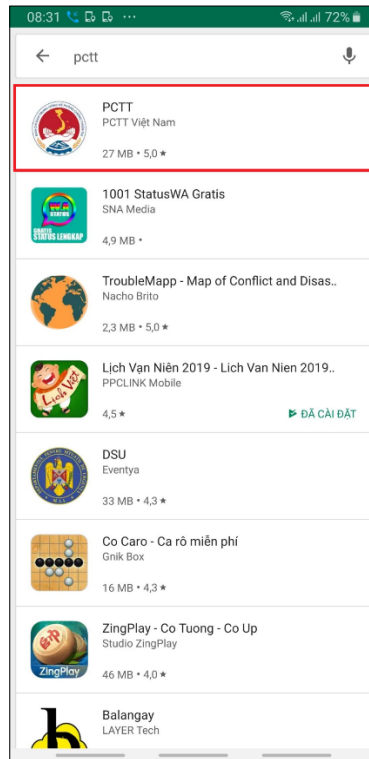 08:31 72%
pctt
PCTT
PCTT Việt Nam
27 MB • 5,0 ★
1001 StatusWA Gratis
SNA Media
4,9 MB •
WA
STATUS
GRATIS
STATUS LENGKAP
TroubleMapp - Map of Conflict and Disas..
Nacho Brito
2,3 MB • 5,0 ★
Lịch Vạn Niên 2019 - Lich Van Nien 2019..
PPCLINK Mobile
4,5 ★ ĐÃ CÀI ĐẶT
Lịch Việt
DSU
Eventya
33 MB • 4,3 ★
Co Caro - Ca rô miễn phí
Gnik Box
16 MB • 4,3 ★
ZingPlay - Co Tuong - Co Up
Studio ZingPlay
46 MB • 4,0 ★
ZingPlay
Balangay
LAYER Tech
b